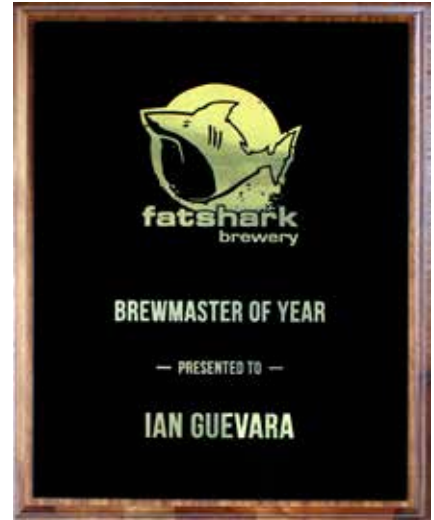 fatshark
brewery
BREWMASTER OF YEAR
— PRESENTED TO —
IAN GUEVARA